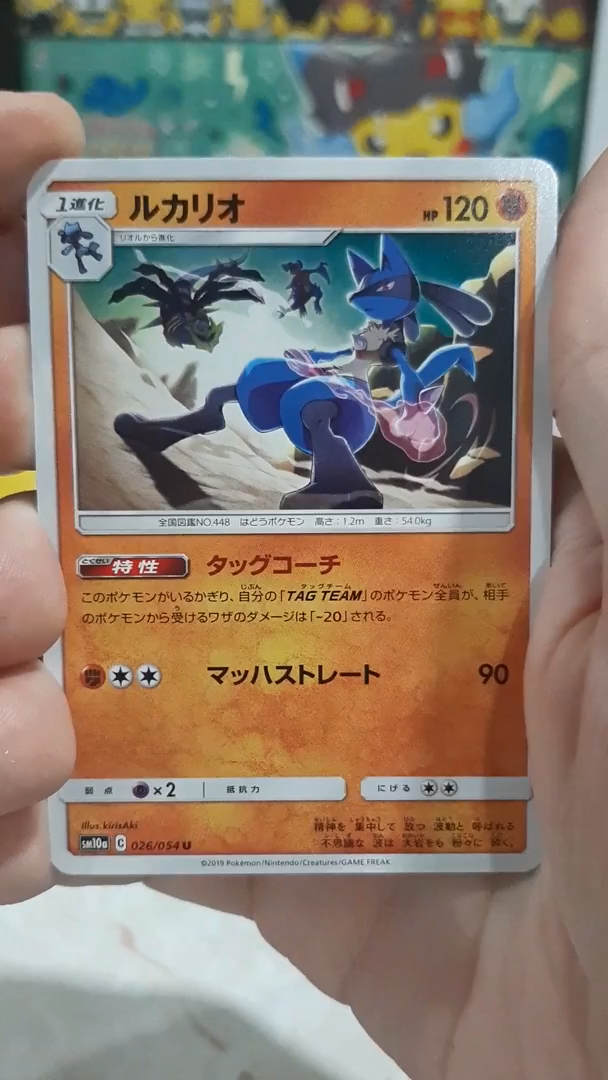 1進化
ルカリオ
HP 120
リオルから進化
全国図鑑NO.448 はどうポケモン 高さ:1.2m 重さ:54.0kg
とくせい
特性 タッグコーチ
このポケモンがいるかぎり、自分の「TAG TEAM」のポケモン全員が、相手
のポケモンから受けるワザのダメージは「-20」される。
マッハストレート 90
弱点 ×2 抵抗力 にげる
illus.kirisAki
精神を 集中して 放つ 波動と 呼ばれる
不思議な 波は 大岩をも 粉々に 砕く。
sm10a C 026/054 U
©2019 Pokémon/Nintendo/Creatures/GAME FREAK